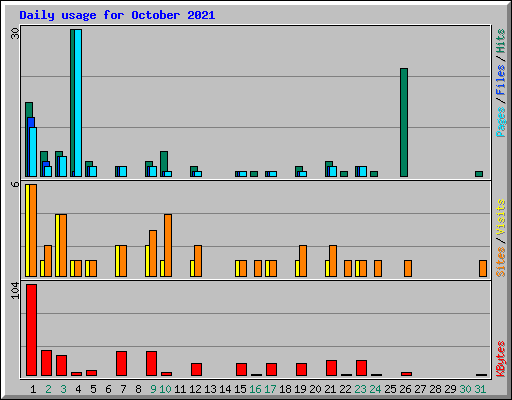 Daily usage for October 2021
30
Pages/Files/Hits
6
Sites/Visits
104
KBytes
1 2 3 4 5 6 7 8 9 10 11 12 13 14 15 16 17 18 19 20 21 22 23 24 25 26 27 28 29 30 31